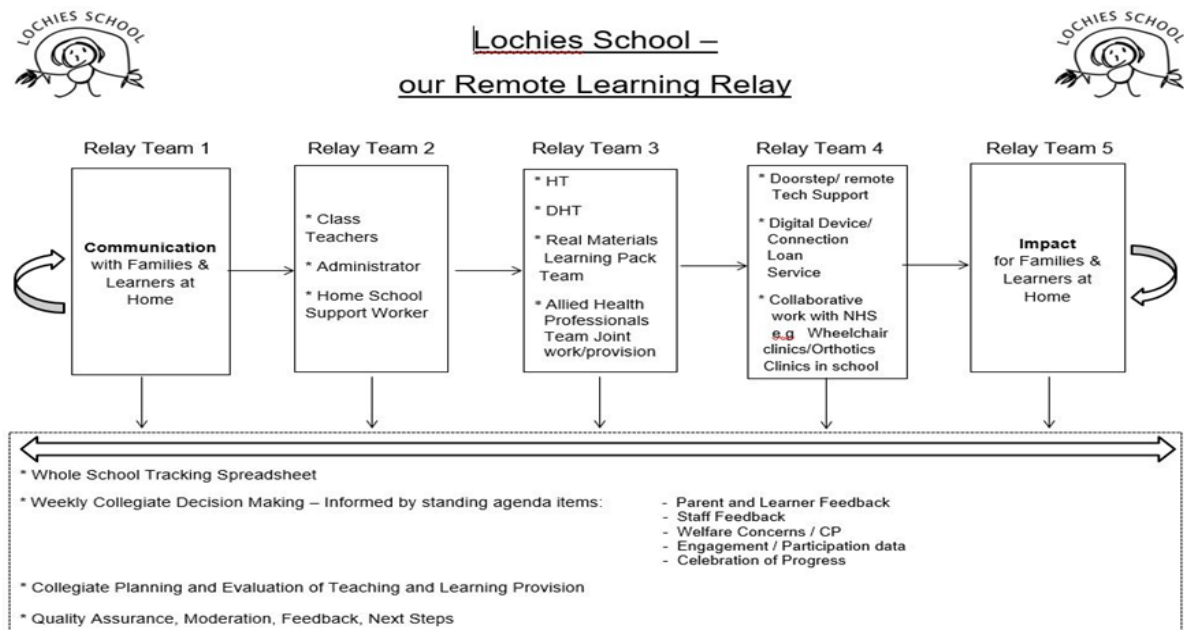 LOCHIES SCHOOL
LOCHIES SCHOOL
Lochies School –
our Remote Learning Relay
Relay Team 1
Communication
with Families &
Learners at
Home
Relay Team 2
* Class
Teachers
* Administrator
* Home School
Support Worker
Relay Team 3
* HT
* DHT
* Real Materials
Learning Pack
Team
* Allied Health
Professionals
Team Joint
work/provision
Relay Team 4
* Doorstep/ remote
Tech Support
* Digital Device/
Connection
Loan
Service
* Collaborative
work with NHS
e.g Wheelchair
clinics/Orthotics
Clinics in school
Relay Team 5
Impact
for Families &
Learners at
Home
* Whole School Tracking Spreadsheet
* Weekly Collegiate Decision Making – Informed by standing agenda items:
- Parent and Learner Feedback
- Staff Feedback
- Welfare Concerns / CP
- Engagement / Participation data
- Celebration of Progress
* Collegiate Planning and Evaluation of Teaching and Learning Provision
* Quality Assurance, Moderation, Feedback, Next Steps